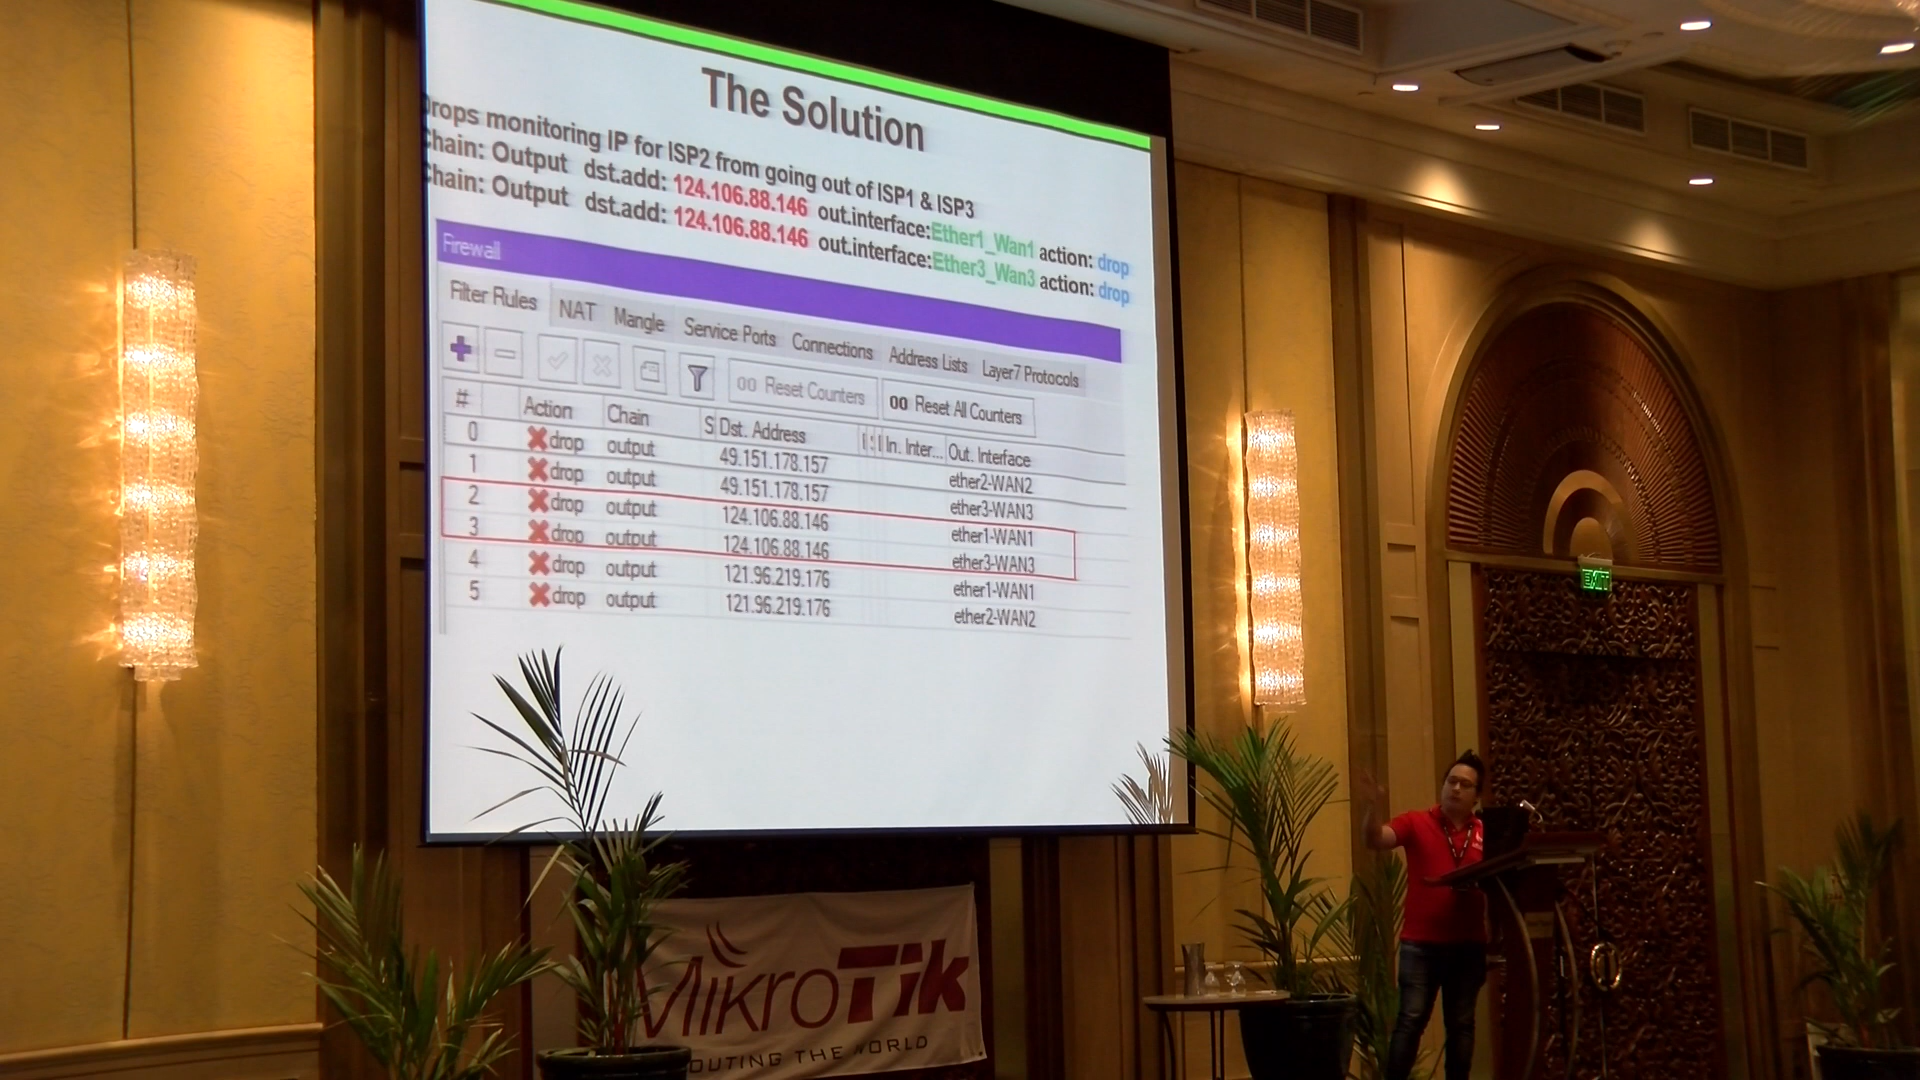 The Solution
Drops monitoring IP for ISP2 from going out of ISP1 & ISP3
Chain: Output dst.add: 124.106.88.146 out.interface:Ether1_Wan1 action: drop
Chain: Output dst.add: 124.106.88.146 out.interface:Ether3_Wan3 action: drop
Firewall
Filter Rules NAT Mangle Service Ports Connections Address Lists Layer7 Protocols
00 Reset Counters 00 Reset All Counters
# Action Chain S Dst. Address In. Inter... Out. Interface
0 drop output 49.151.178.157 ether2-WAN2
1 drop output 49.151.178.157 ether3-WAN3
2 drop output 124.106.88.146 ether1-WAN1
3 drop output 124.106.88.146 ether3-WAN3
4 drop output 121.96.219.176 ether1-WAN1
5 drop output 121.96.219.176 ether2-WAN2
EXIT
MikroTik
ROUTING THE WORLD